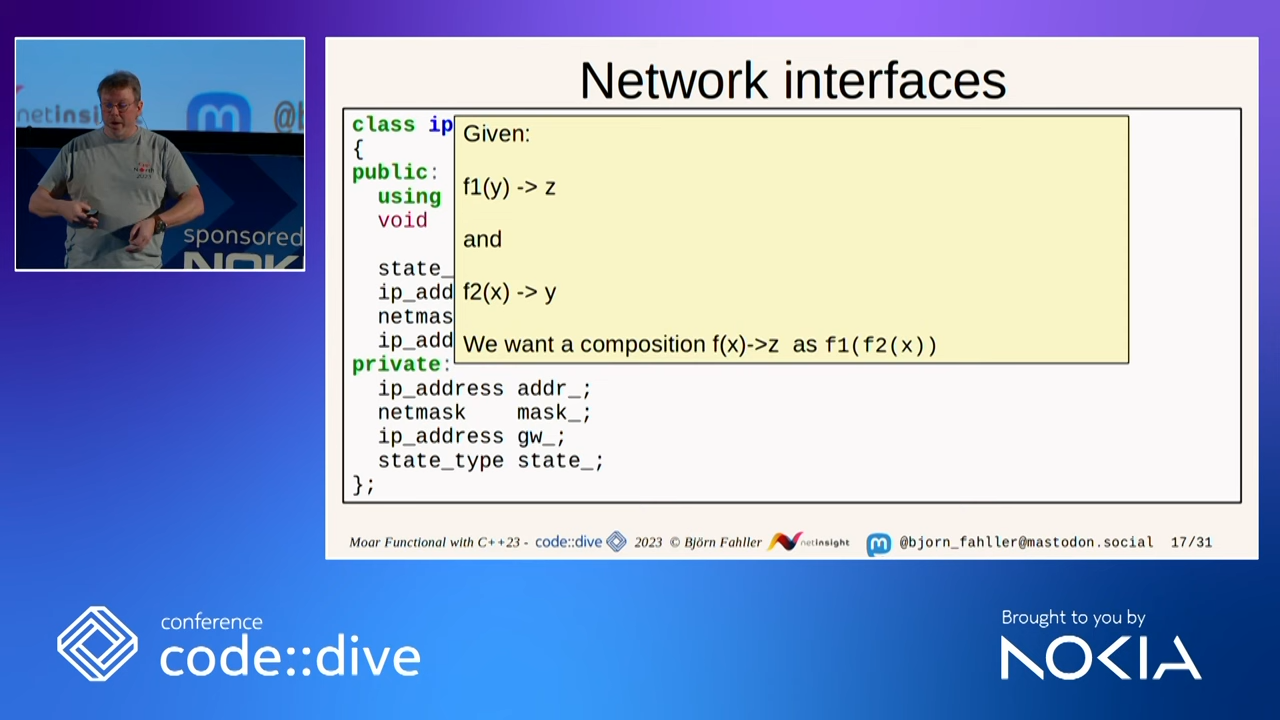 netinsi
@b
sponsored
NOKI
Network interfaces
class ip
{
public:
using
void
state_
ip_add
netmas
ip_add
private:
ip_address addr_;
netmask mask_;
ip_address gw_;
state_type state_;
};
Given:
f1(y) -> z
and
f2(x) -> y
We want a composition f(x)->z as f1(f2(x))
Moar Functional with C++23 - code::dive 2023 © Björn Fahller netinsight @bjorn_fahller@mastodon.social 17/31
conference
code::dive
Brought to you by
NOKIA